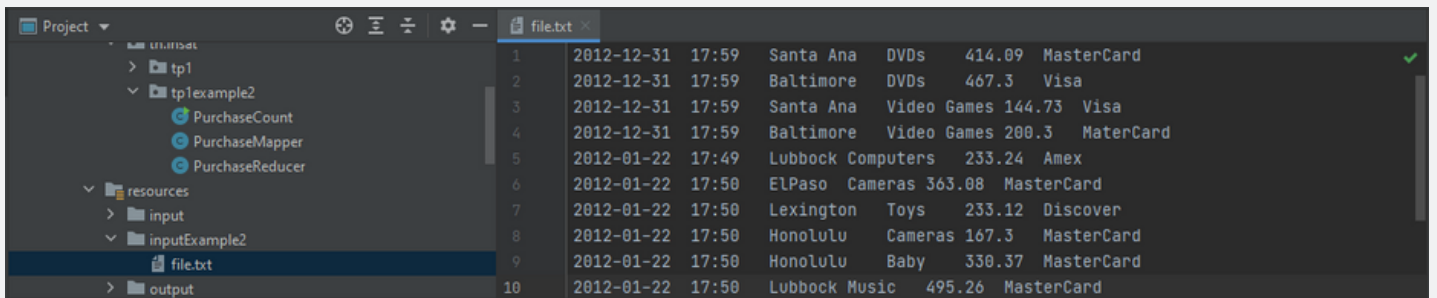 Project
file.txt
tn.insat
tp1
tp1example2
PurchaseCount
PurchaseMapper
PurchaseReducer
resources
input
inputExample2
file.txt
output
1 2012-12-31 17:59 Santa Ana DVDs 414.09 MasterCard
2 2012-12-31 17:59 Baltimore DVDs 467.3 Visa
3 2012-12-31 17:59 Santa Ana Video Games 144.73 Visa
4 2012-12-31 17:59 Baltimore Video Games 200.3 MaterCard
5 2012-01-22 17:49 Lubbock Computers 233.24 Amex
6 2012-01-22 17:50 ElPaso Cameras 363.08 MasterCard
7 2012-01-22 17:50 Lexington Toys 233.12 Discover
8 2012-01-22 17:50 Honolulu Cameras 167.3 MasterCard
9 2012-01-22 17:50 Honolulu Baby 330.37 MasterCard
10 2012-01-22 17:50 Lubbock Music 495.26 MasterCard